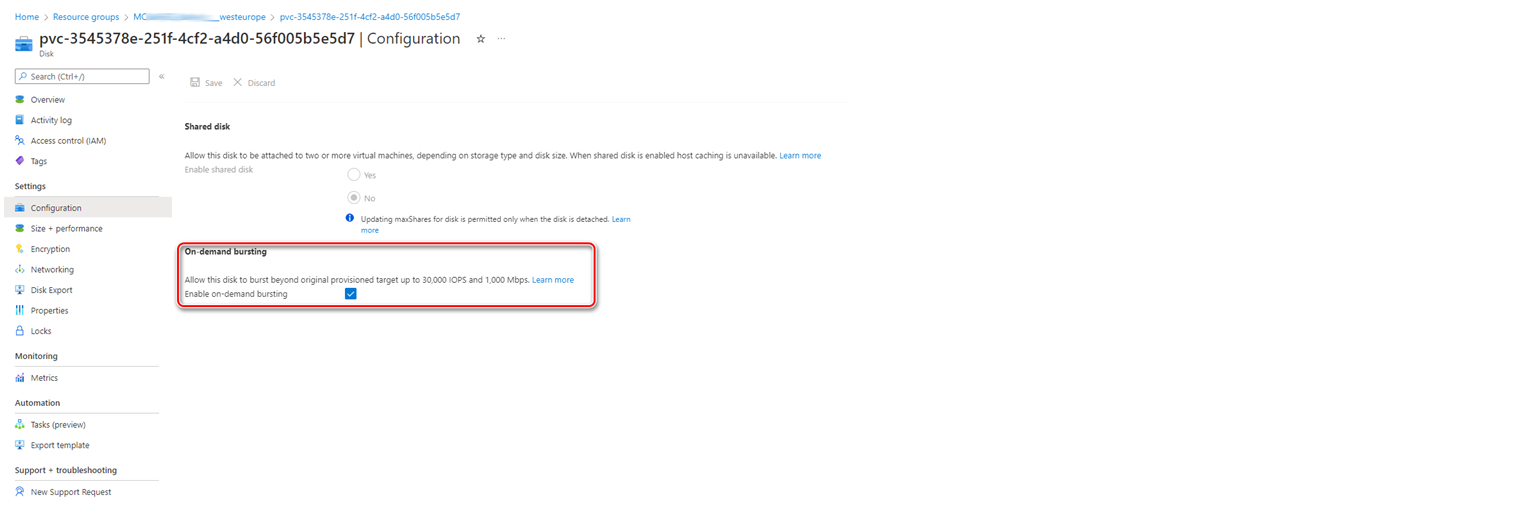 Home > Resource groups > MC __westeurope > pvc-3545378e-251f-4cf2-a4d0-56f005b5e5d7
pvc-3545378e-251f-4cf2-a4d0-56f005b5e5d7 | Configuration ☆ ...
Disk
Search (Ctrl+/) «
Save Discard
Overview
Activity log
Access control (IAM)
Tags
Settings
Configuration
Size + performance
Encryption
Networking
Disk Export
Properties
Locks
Monitoring
Metrics
Automation
Tasks (preview)
Export template
Support + troubleshooting
New Support Request
Shared disk
Allow this disk to be attached to two or more virtual machines, depending on storage type and disk size. When shared disk is enabled host caching is unavailable. Learn more
Enable shared disk
Yes
No
Updating maxShares for disk is permitted only when the disk is detached. Learn
more
On-demand bursting
Allow this disk to burst beyond original provisioned target up to 30,000 IOPS and 1,000 Mbps. Learn more
Enable on-demand bursting